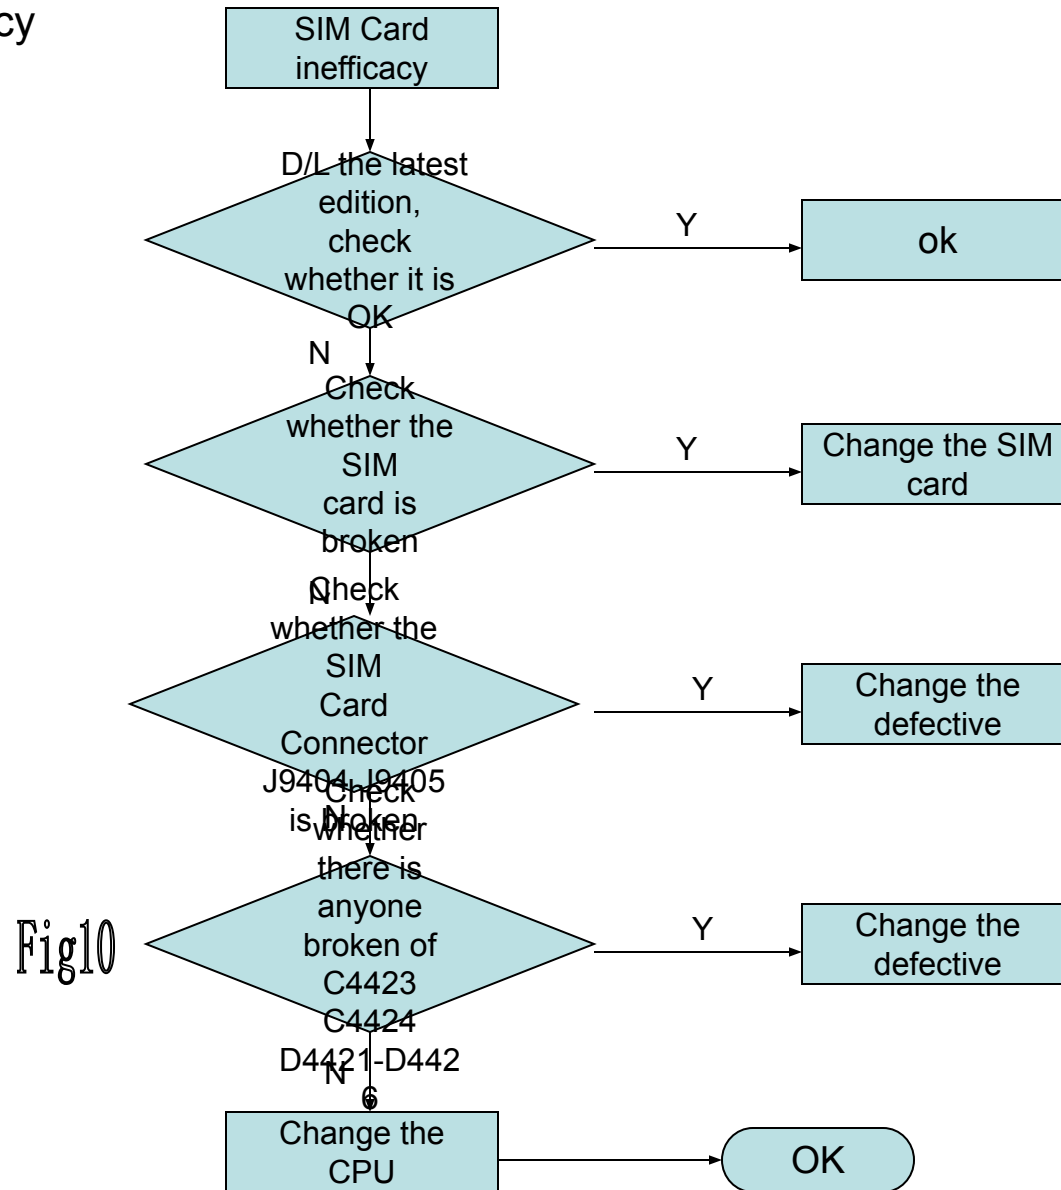 cy
SIM Card
inefficacy
D/L the latest
edition,
check
whether it is
OK
Y
ok
N
Check
whether the
SIM
card is
broken
Y
Change the SIM
card
N
Check
whether the
SIM
Card
Connector
J9404 J9405
is broken
Y
Change the
defective
N
Check
whether
there is
anyone
broken of
C4423
C4424
D4421-D442
6
Fig10
Y
Change the
defective
N
Change the
CPU
OK